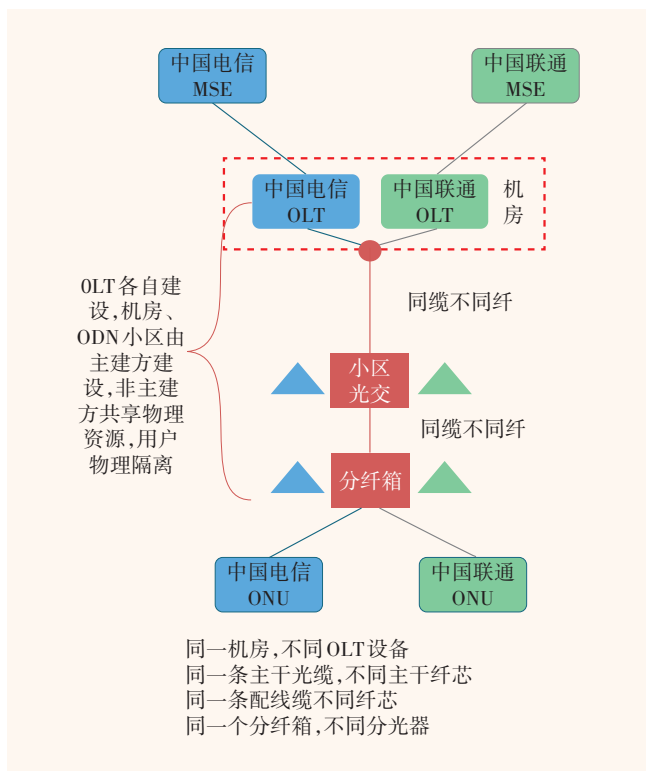 中国电信
MSE
中国联通
MSE
中国电信
OLT
中国联通
OLT
机
房
OLT各自建
设,机房、
ODN小区由
主建方建
设,非主建
方共享物理
资源,用户
物理隔离
同缆不同纤
小区
光交
同缆不同纤
分纤箱
中国电信
ONU
中国联通
ONU
同一机房,不同OLT设备
同一条主干光缆,不同主干纤芯
同一条配线缆不同纤芯
同一个分纤箱,不同分光器